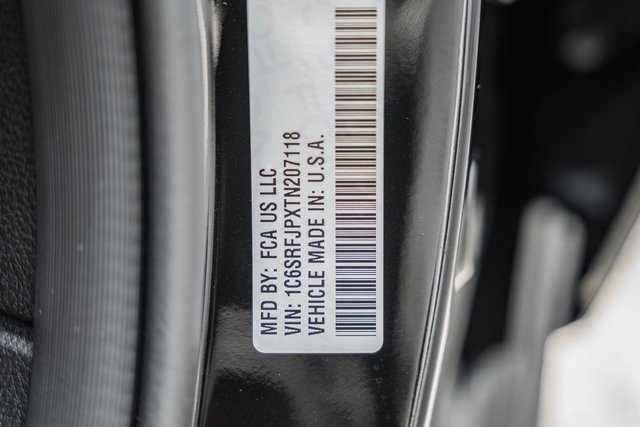 MFD BY: FCA US LLC
VIN: 1C6SRFJPXTN207118
VEHICLE MADE IN: U.S.A.